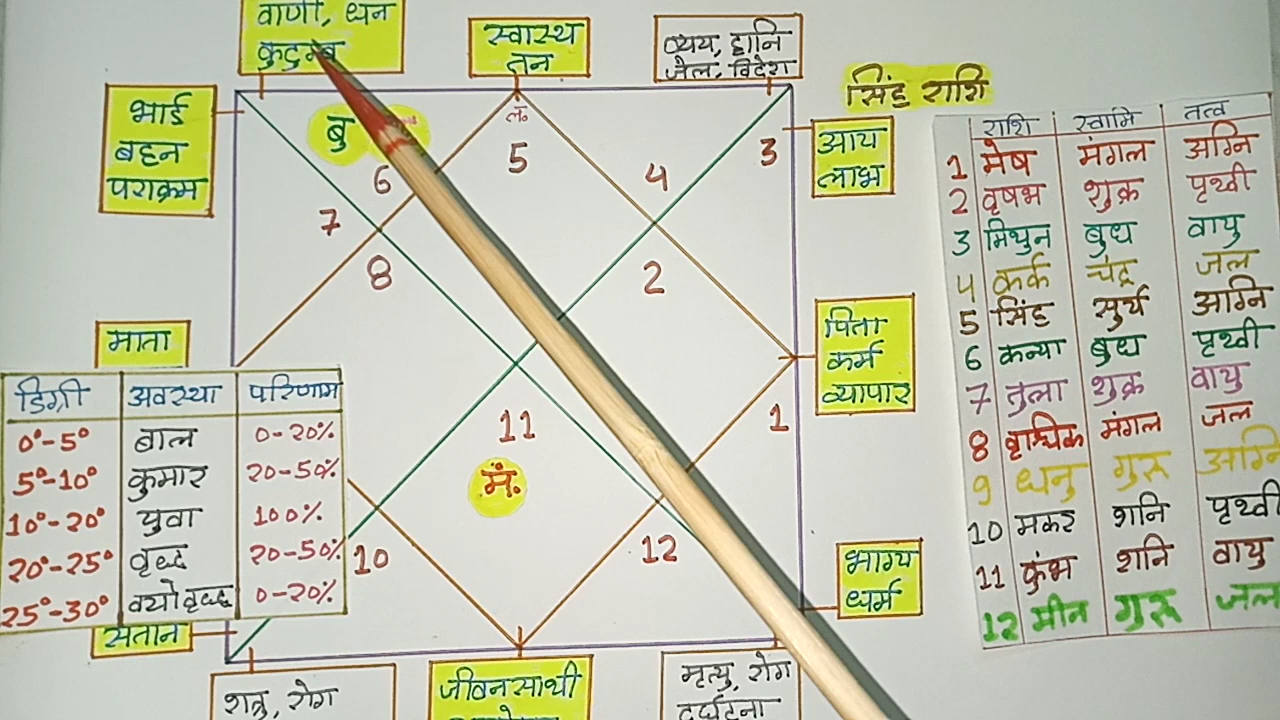 वाणी, धन
कुटुम्ब
स्वास्थ
तन
व्यय, हानि
जेल, विदेश
सिंह राशि
भाई
बहन
पराक्रम
बु
ल.
5
4
3
6
7
8
2
आय
लाभ
माता
पिता
कर्म
व्यापार
11
मं.
1
10
12
भाग्य
धर्म
संतान
शत्रु, रोग
जीवनसाथी
मृत्यु, रोग
दुर्घटना
डिग्री अवस्था परिणाम
0°-5° बाल 0-20%
5°-10° कुमार 20-50%
10°-20° युवा 100%
20°-25° वृद्ध 20-50%
25°-30° वयोवृद्ध 0-20%
राशि स्वामि तत्व
1 मेष मंगल अग्नि
2 वृषभ शुक्र पृथ्वी
3 मिथुन बुध वायु
4 कर्क चंद्र जल
5 सिंह सुर्य अग्नि
6 कन्या बुध पृथ्वी
7 तुला शुक्र वायु
8 वृश्चिक मंगल जल
9 धनु गुरू अग्नि
10 मकर शनि पृथ्वी
11 कुंभ शनि वायु
12 मीन गुरू जल